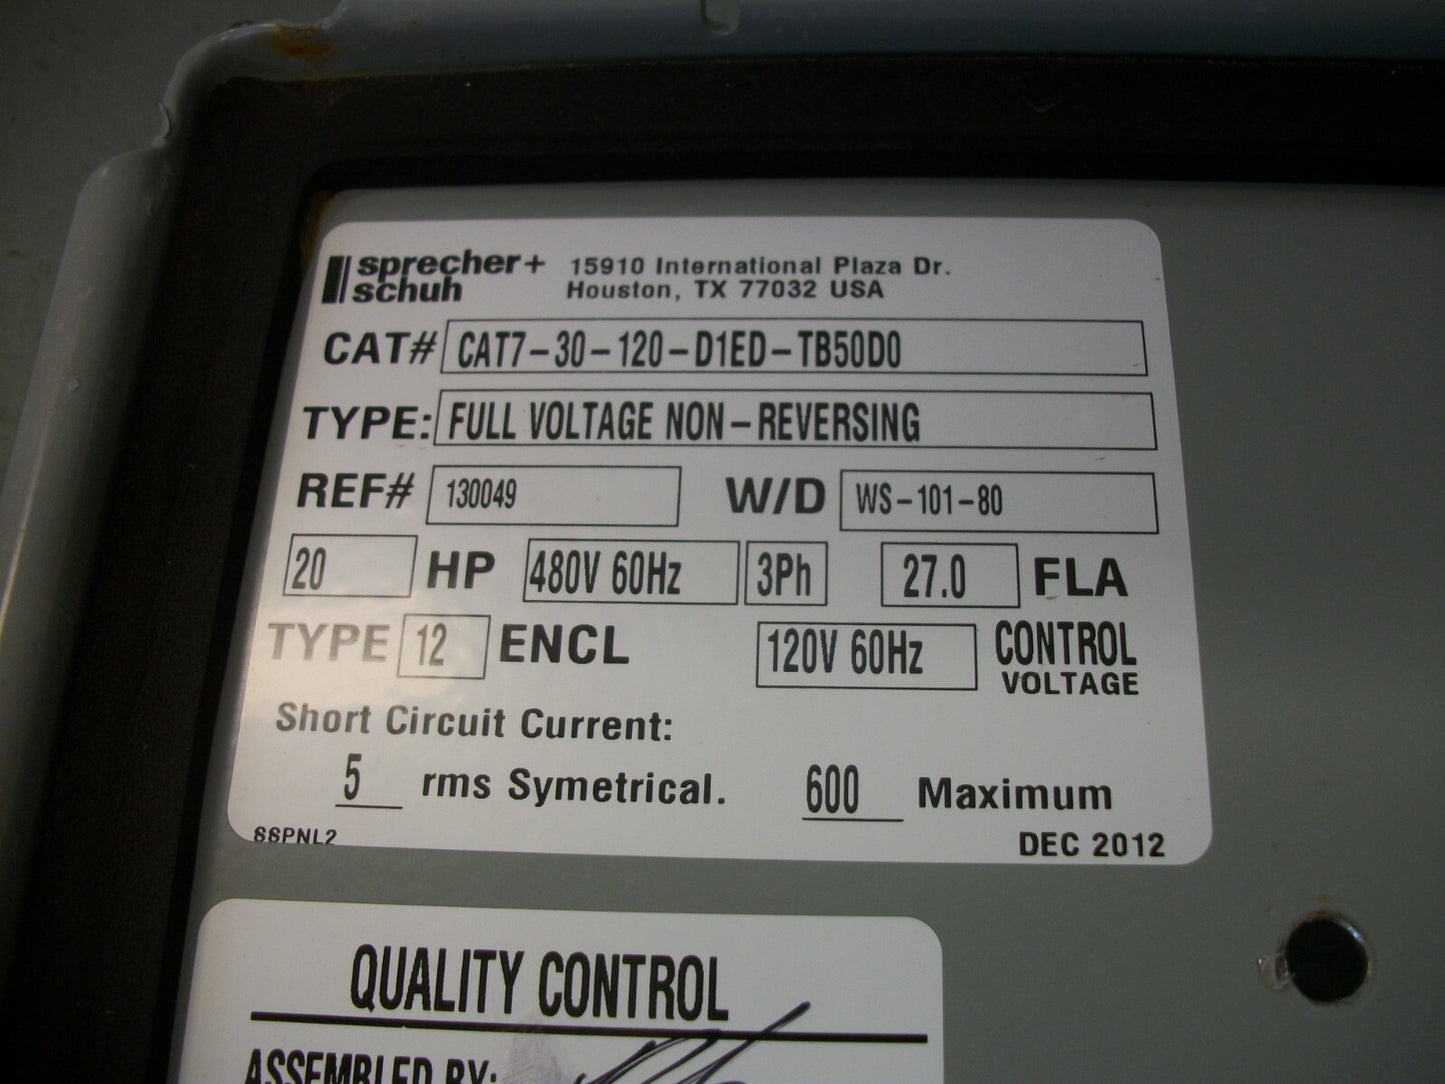 sprecher+ 15910 International Plaza Dr.
schuh Houston, TX 77032 USA
CAT# CAT7-30-120-D1ED-TB50D0
TYPE: FULL VOLTAGE NON-REVERSING
REF# 130049 W/D WS-101-80
20 HP 480V 60Hz 3Ph 27.0 FLA
TYPE 12 ENCL 120V 60Hz CONTROL
VOLTAGE
Short Circuit Current:
5 rms Symetrical. 600 Maximum
SSPNL2 DEC 2012
QUALITY CONTROL
ASSEMBLED BY: